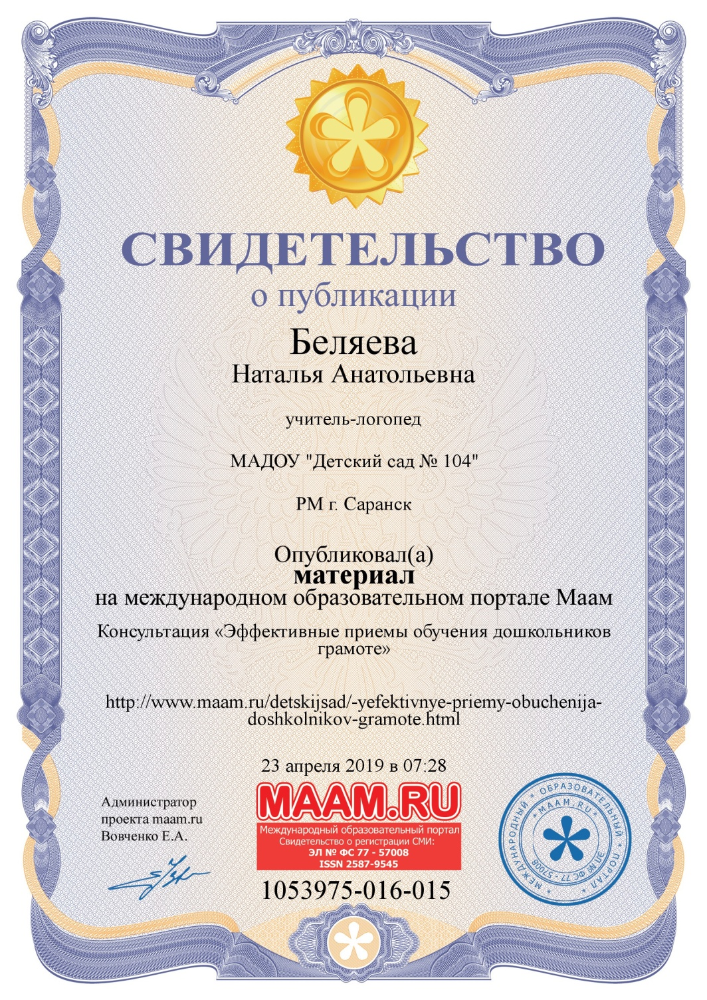 СВИДЕТЕЛЬСТВО
о публикации
Беляева
Наталья Анатольевна
учитель-логопед
МАДОУ "Детский сад № 104"
РМ г. Саранск
Опубликовал(а)
материал
на международном образовательном портале Маам
Консультация «Эффективные приемы обучения дошкольников
грамоте»
http://www.maam.ru/detskijsad/-yefektivnye-priemy-obuchenija-
doshkolnikov-gramote.html
23 апреля 2019 в 07:28
Администратор
проекта maam.ru
Вовченко Е.А.
MAAM.RU
Международный образовательный портал
Свидетельство о регистрации СМИ:
ЭЛ № ФС 77 - 57008
ISSN 2587-9545
1053975-016-015
* МЕЖДУНАРОДНЫЙ * ОБРАЗОВАТЕЛЬНЫЙ * ПОРТАЛ *
* МААМ.RU *
ЭЛ № ФС 77 - 57008